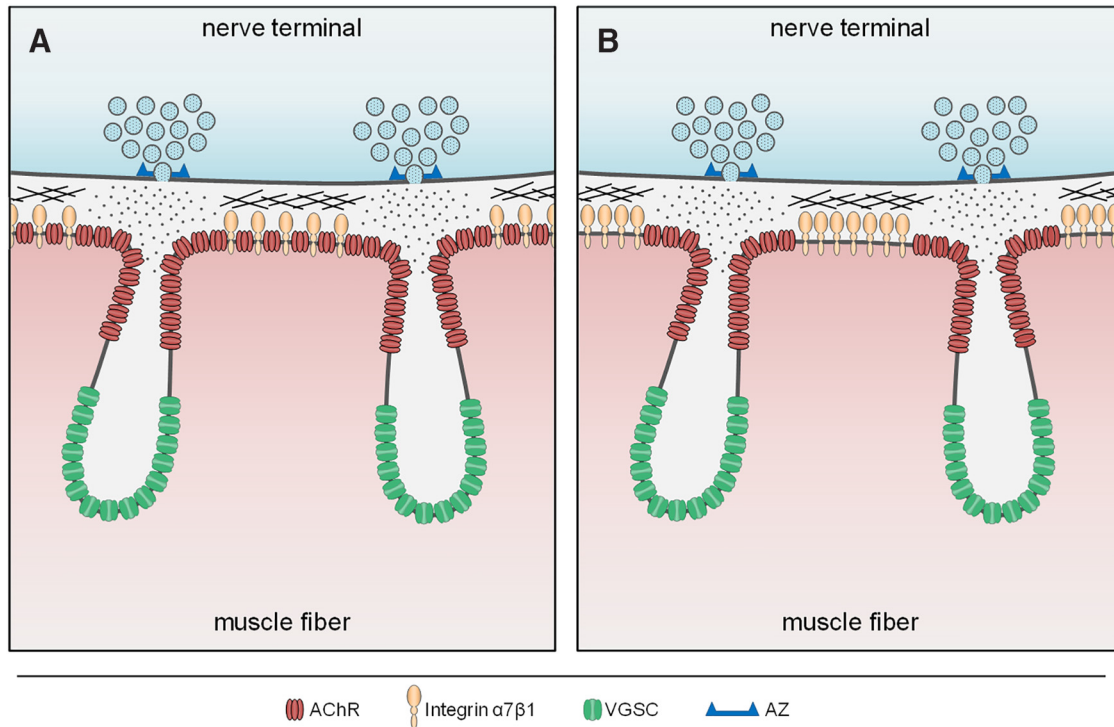 A
nerve terminal
muscle fiber
B
nerve terminal
muscle fiber
AChR
Integrin α7β1
VGSC
AZ